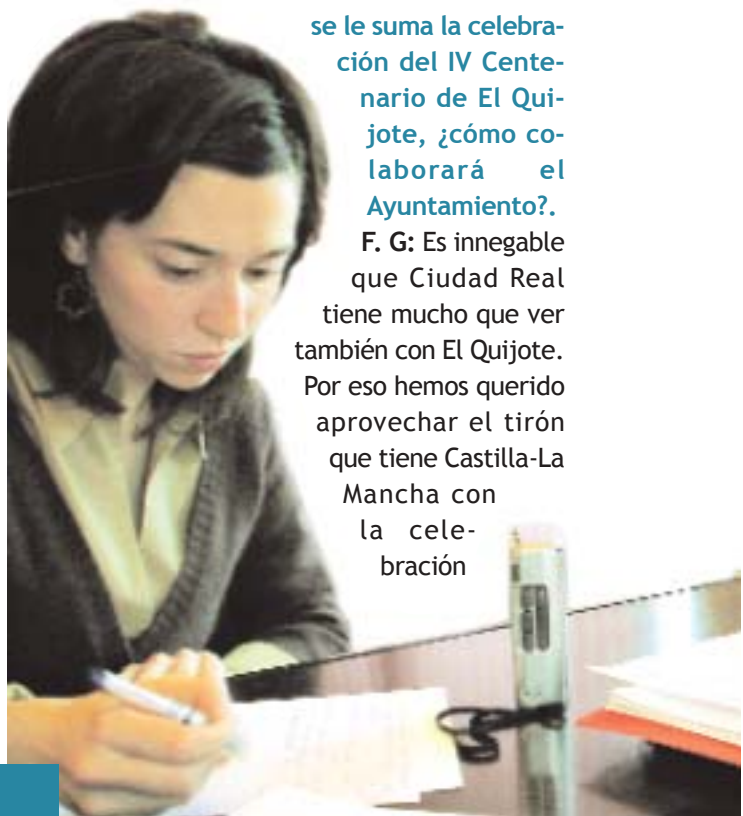 se le suma la celebra-
ción del IV Cente-
nario de El Qui-
jote, ¿cómo co-
laborará el
Ayuntamiento?.
F. G: Es innegable
que Ciudad Real
tiene mucho que ver
también con El Quijote.
Por eso hemos querido
aprovechar el tirón
que tiene Castilla-La
Mancha con
la cele-
bración